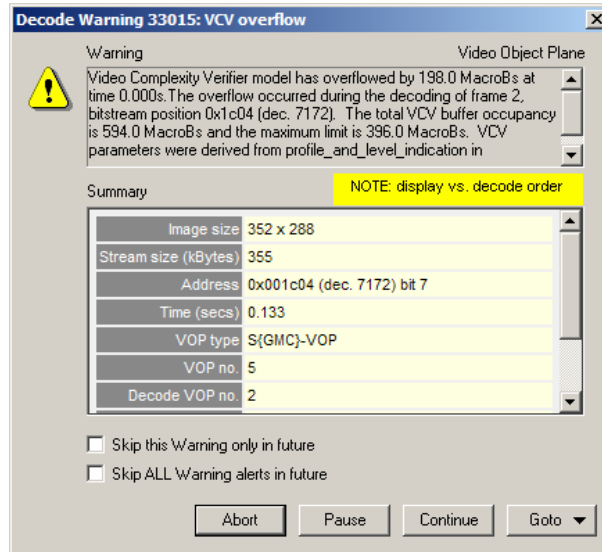 Decode Warning 33015: VCV overflow
Warning
Video Object Plane
Video Complexity Verifier model has overflowed by 198.0 MacroBs at
time 0.000s.The overflow occurred during the decoding of frame 2,
bitstream position 0x1c04 (dec. 7172). The total VCV buffer occupancy
is 594.0 MacroBs and the maximum limit is 396.0 MacroBs. VCV
parameters were derived from profile_and_level_indication in
Summary
NOTE: display vs. decode order
Image size 352 x 288
Stream size (kBytes) 355
Address 0x001c04 (dec. 7172) bit 7
Time (secs) 0.133
VOP type S{GMC}-VOP
VOP no. 5
Decode VOP no. 2
Skip this Warning only in future
Skip ALL Warning alerts in future
Abort
Pause
Continue
Goto